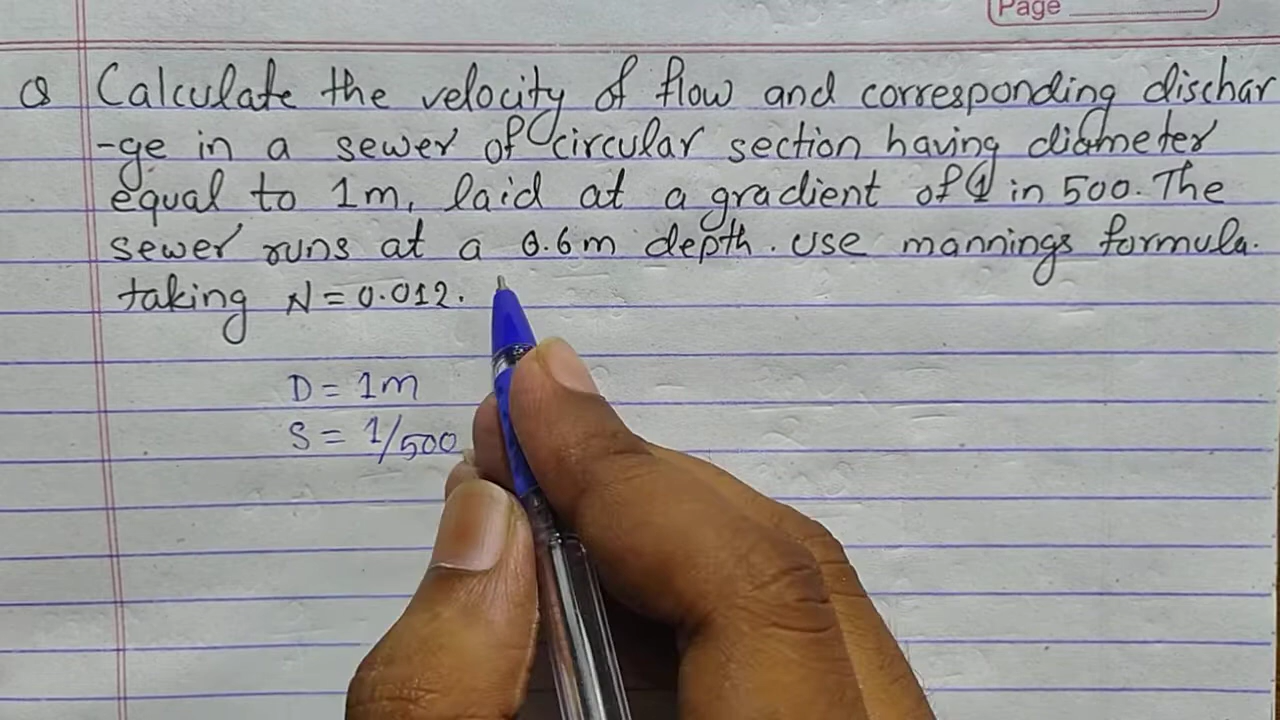 Page
Q Calculate the velocity of flow and corresponding dischar
-ge in a sewer of circular section having diameter
equal to 1m, laid at a gradient of 1 in 500. The
sewer runs at a 0.6m depth. use mannings formula.
taking N = 0.012.
D = 1m
S = 1/500